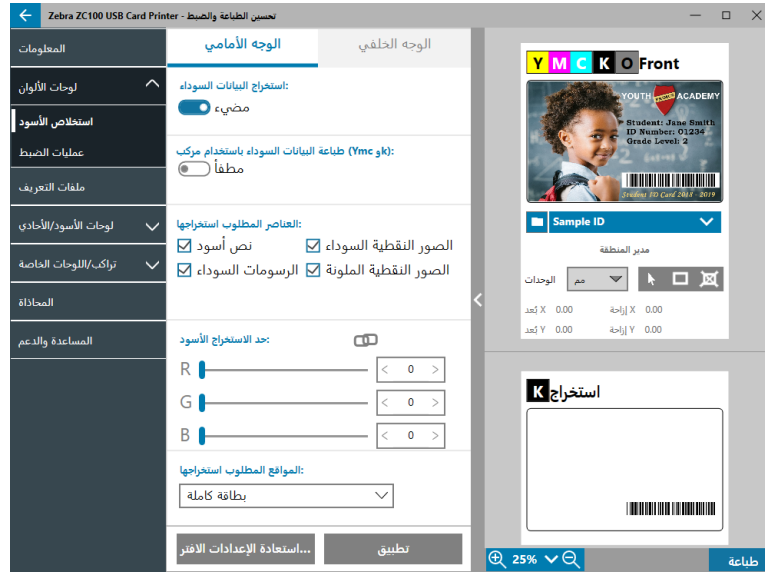 Zebra ZC100 USB Card Printer - تحسين الطباعة والضبط
المعلومات
لوحات الألوان
استخلاص الأسود
عمليات الضبط
ملفات التعريف
لوحات الأسود/الأحادي
تراكب/اللوحات الخاصة
المحاذاة
المساعدة والدعم
الوجه الأمامي
الوجه الخلفي
استخراج البيانات السوداء:
مضيء
طباعة البيانات السوداء باستخدام مركب (Ymc وk):
مطفأ
العناصر المطلوب استخراجها:
نص أسود
الصور النقطية السوداء
الرسومات السوداء
الصور النقطية الملونة
حد الاستخراج الأسود:
R
< 0 >
G
< 0 >
B
< 0 >
المواقع المطلوب استخراجها:
بطاقة كاملة
استعادة الإعدادات الافتر...
تطبيق
Y M C K O Front
YOUTH ACADEMY
Student: Jane Smith
ID Number: 01234
Grade Level: 2
Student ID Card 2018 - 2019
Sample ID
مدير المنطقة
الوحدات
مم
بُعد X 0.00
إزاحة X 0.00
بُعد Y 0.00
إزاحة Y 0.00
استخراج K
25%
طباعة